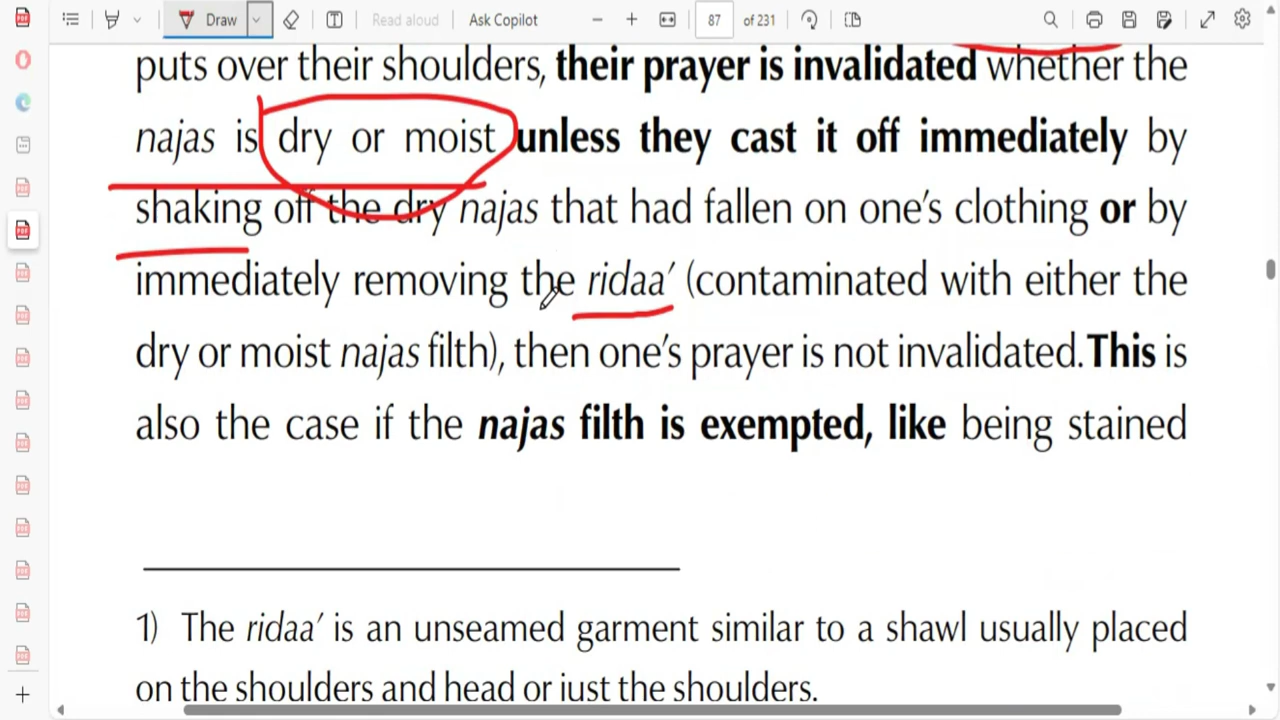 Draw
Read aloud
Ask Copilot
87
of 231
puts over their shoulders, their prayer is invalidated whether the
najas is dry or moist unless they cast it off immediately by
shaking off the dry najas that had fallen on one's clothing or by
immediately removing the ridaa' (contaminated with either the
dry or moist najas filth), then one's prayer is not invalidated. This is
also the case if the najas filth is exempted, like being stained
1) The ridaa' is an unseamed garment similar to a shawl usually placed
on the shoulders and head or just the shoulders.